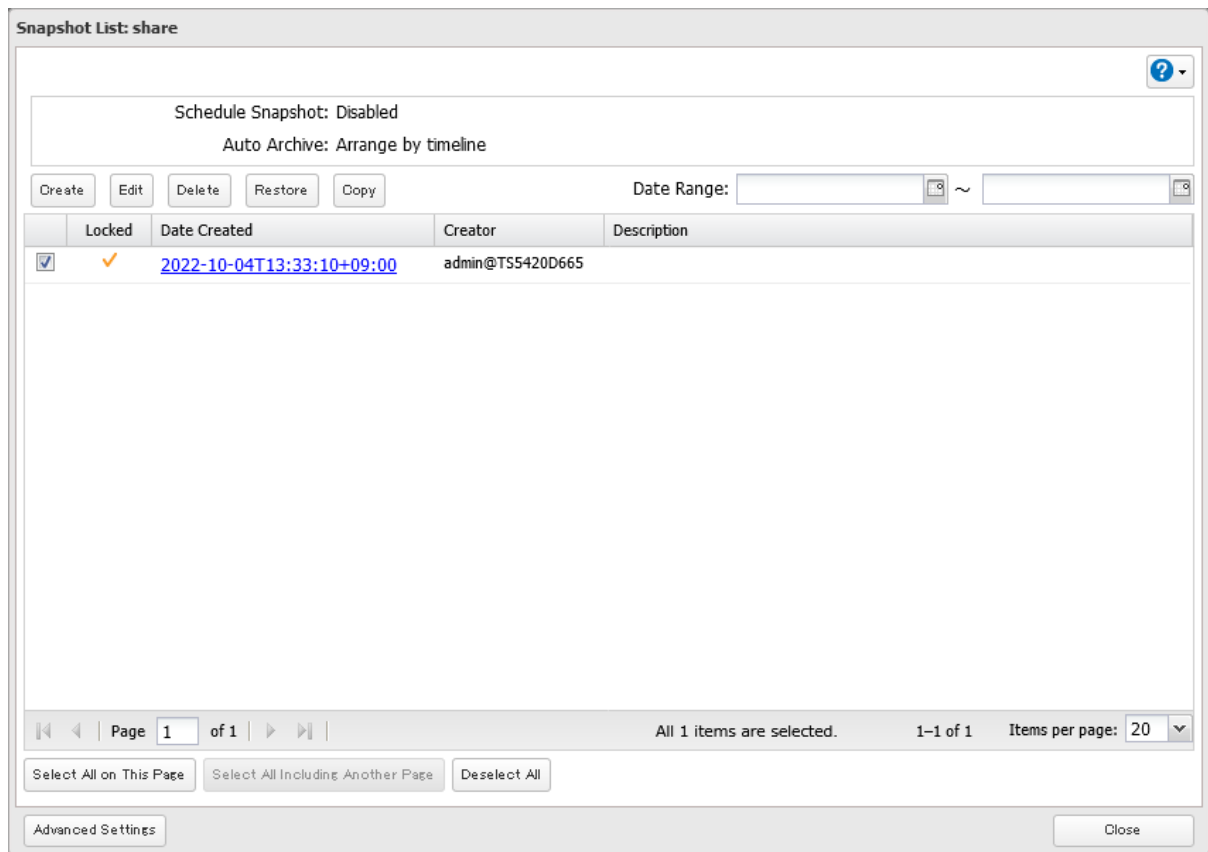 Snapshot List: share
?
Schedule Snapshot: Disabled
Auto Archive: Arrange by timeline
Create Edit Delete Restore Copy Date Range: ~
Locked Date Created Creator Description
2022-10-04T13:33:10+09:00 admin@TS5420D665
Page 1 of 1 All 1 items are selected. 1–1 of 1 Items per page: 20
Select All on This Page Select All Including Another Page Deselect All
Advanced Settings Close